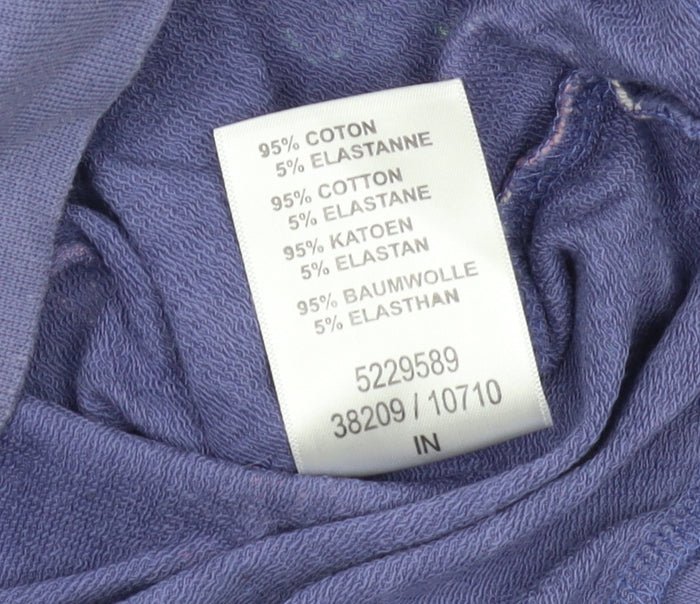 95% COTON
5% ELASTANNE
95% COTTON
5% ELASTANE
95% KATOEN
5% ELASTAN
95% BAUMWOLLE
5% ELASTHAN
5229589
38209 / 10710
IN